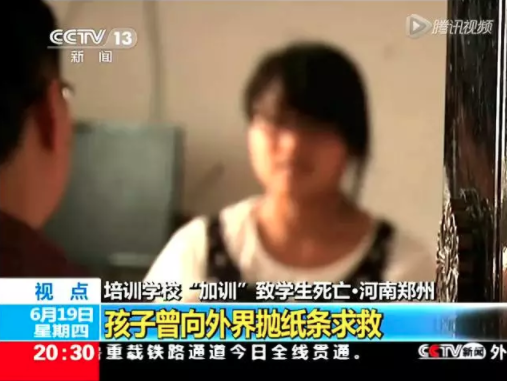 CCTV 13
新闻
腾讯视频
视点
培训学校“加训”致学生死亡·河南郑州
6月19日
星期四
孩子曾向外界抛纸条求救
20:30
重载铁路通道今日全线贯通。
CCTV新闻
外